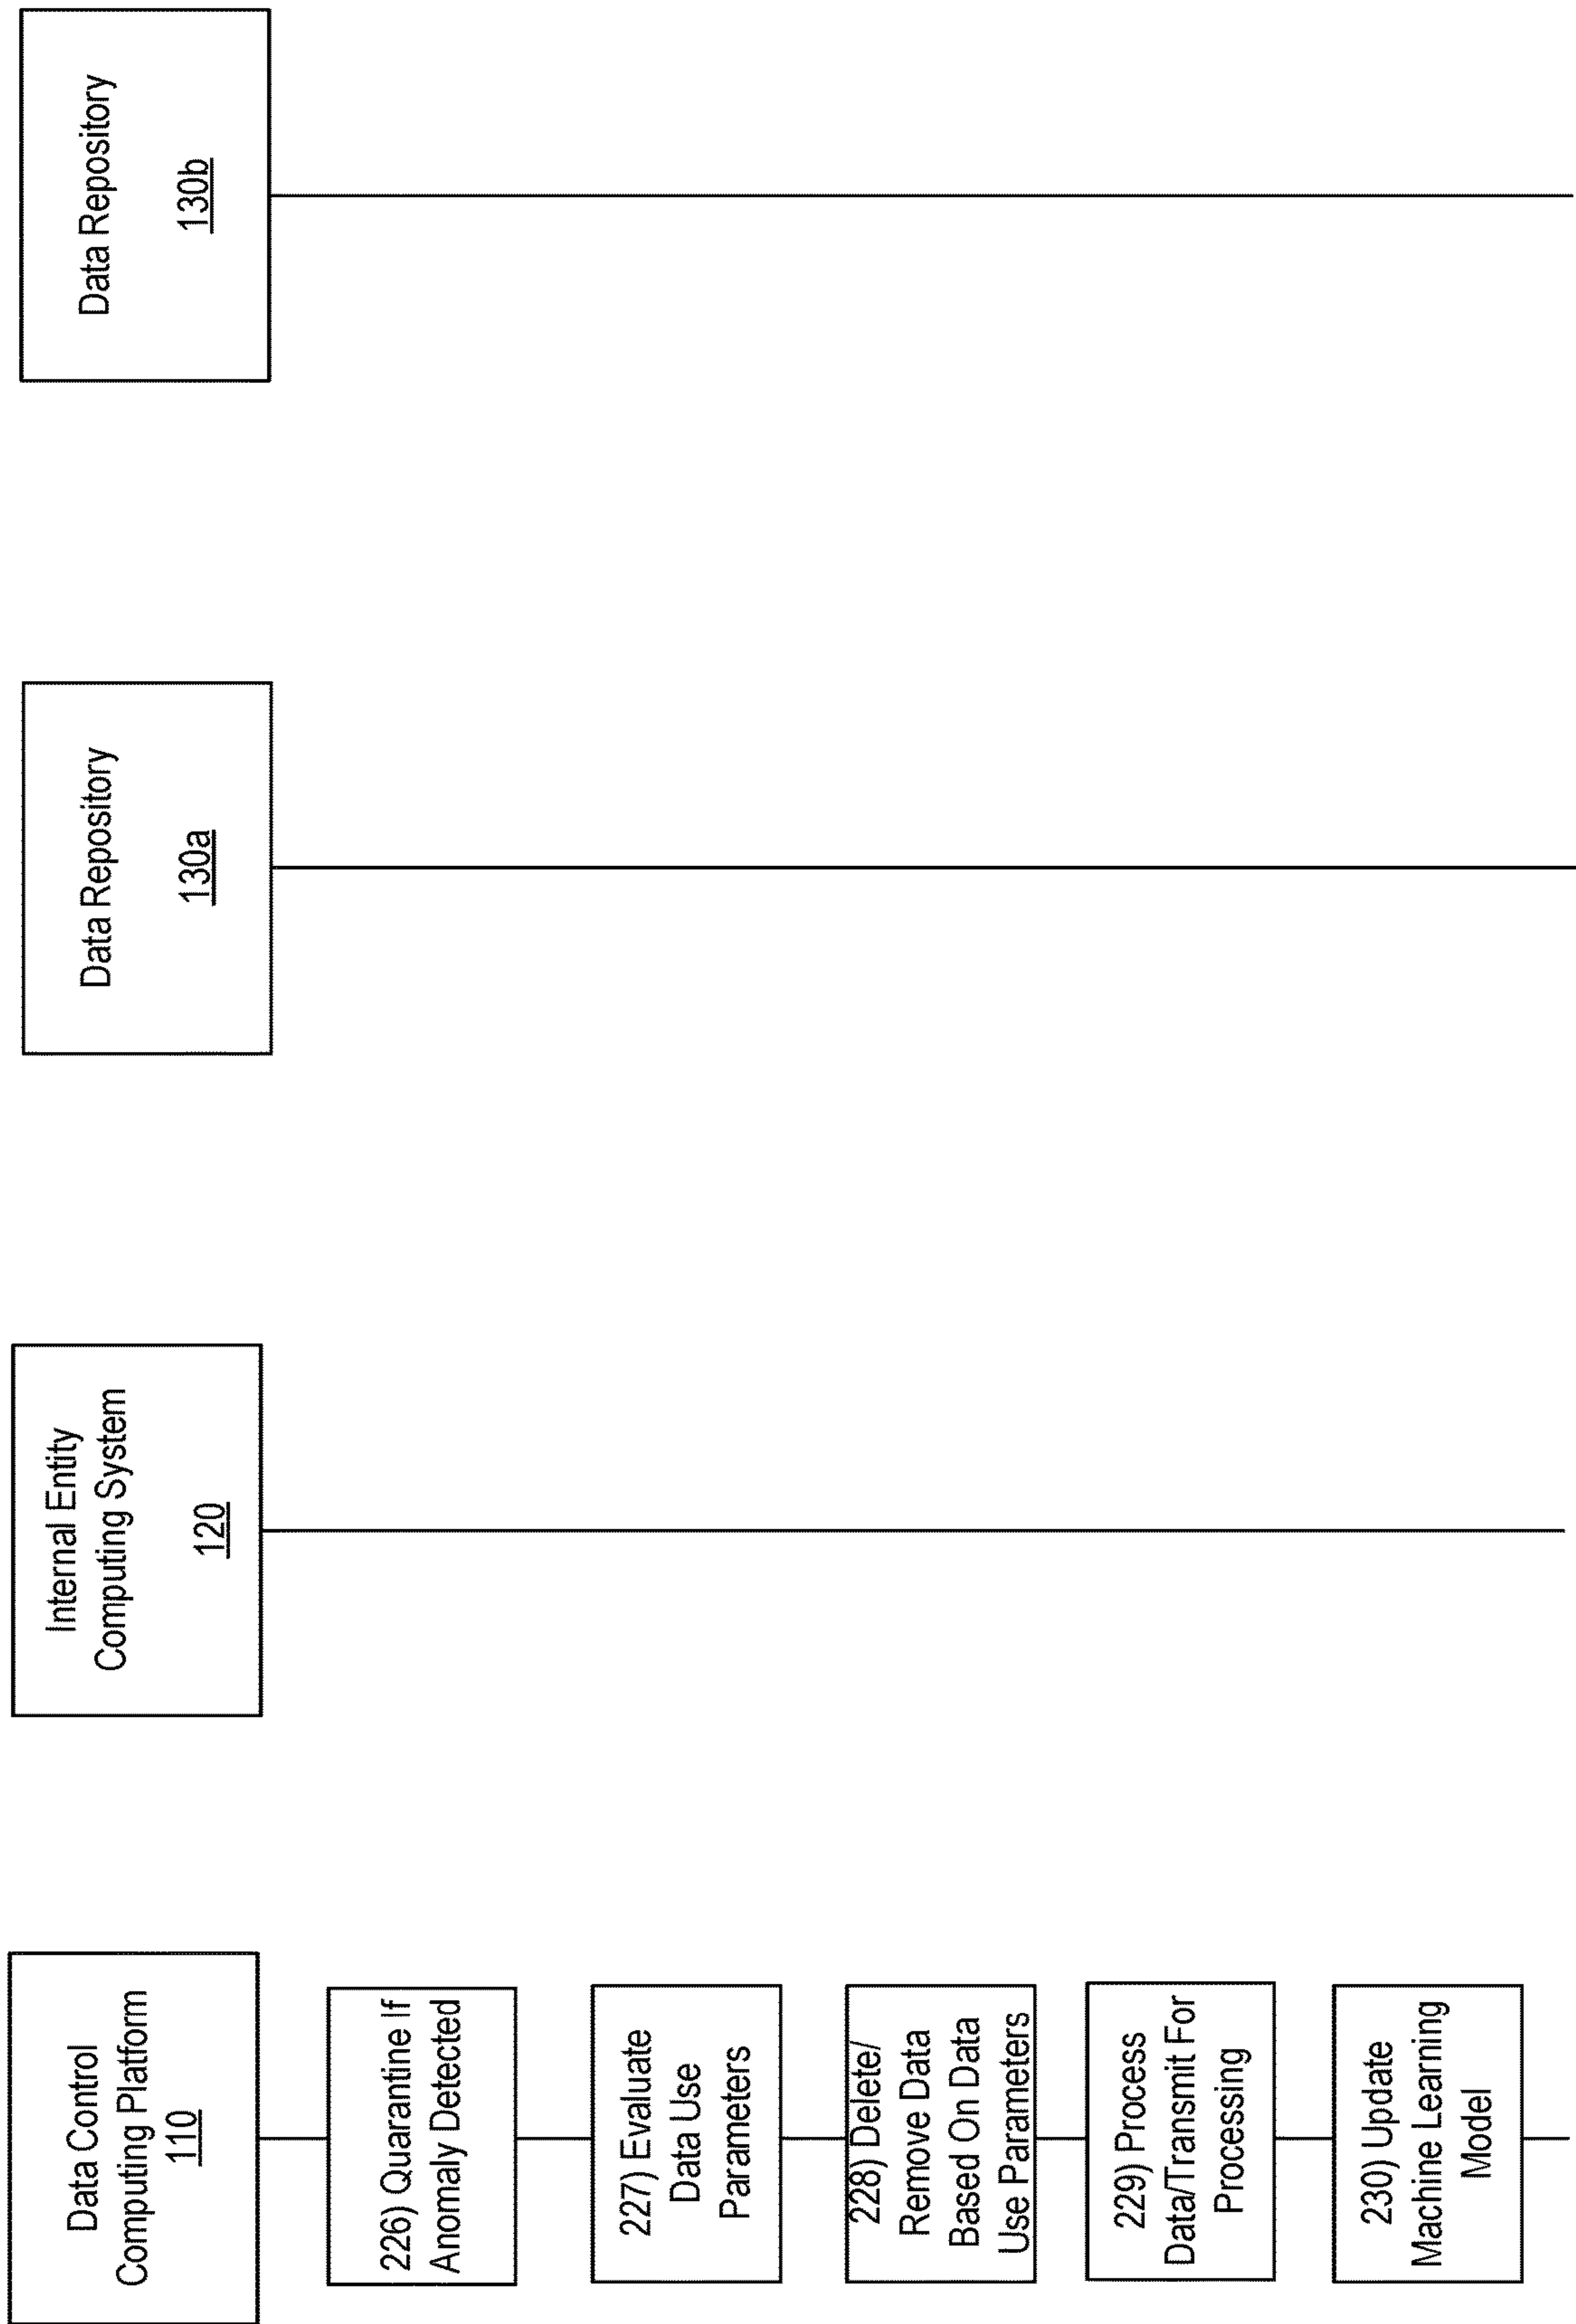 Data Control
Computing Platform
110
Internal Entity
Computing System
120
Data Repository
130a
Data Repository
130b
226) Quarantine If
Anomaly Detected
227) Evaluate
Data Use
Parameters
228) Delete/
Remove Data
Based On Data
Use Parameters
229) Process
Data/Transmit For
Processing
230) Update
Machine Learning
Model